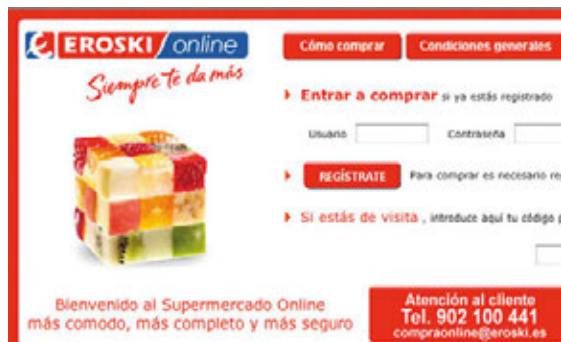 EROSKI/online
Siempre te da más
Cómo comprar
Condiciones generales
Entrar a comprar si ya estás registrado
Usuario
Contraseña
REGÍSTRATE Para comprar es necesario
Si estás de visita , introduce aquí tu código
Bienvenido al Supermercado Online
más comodo, más completo y más seguro
Atención al cliente
Tel. 902 100 441
compraonline@eroski.es